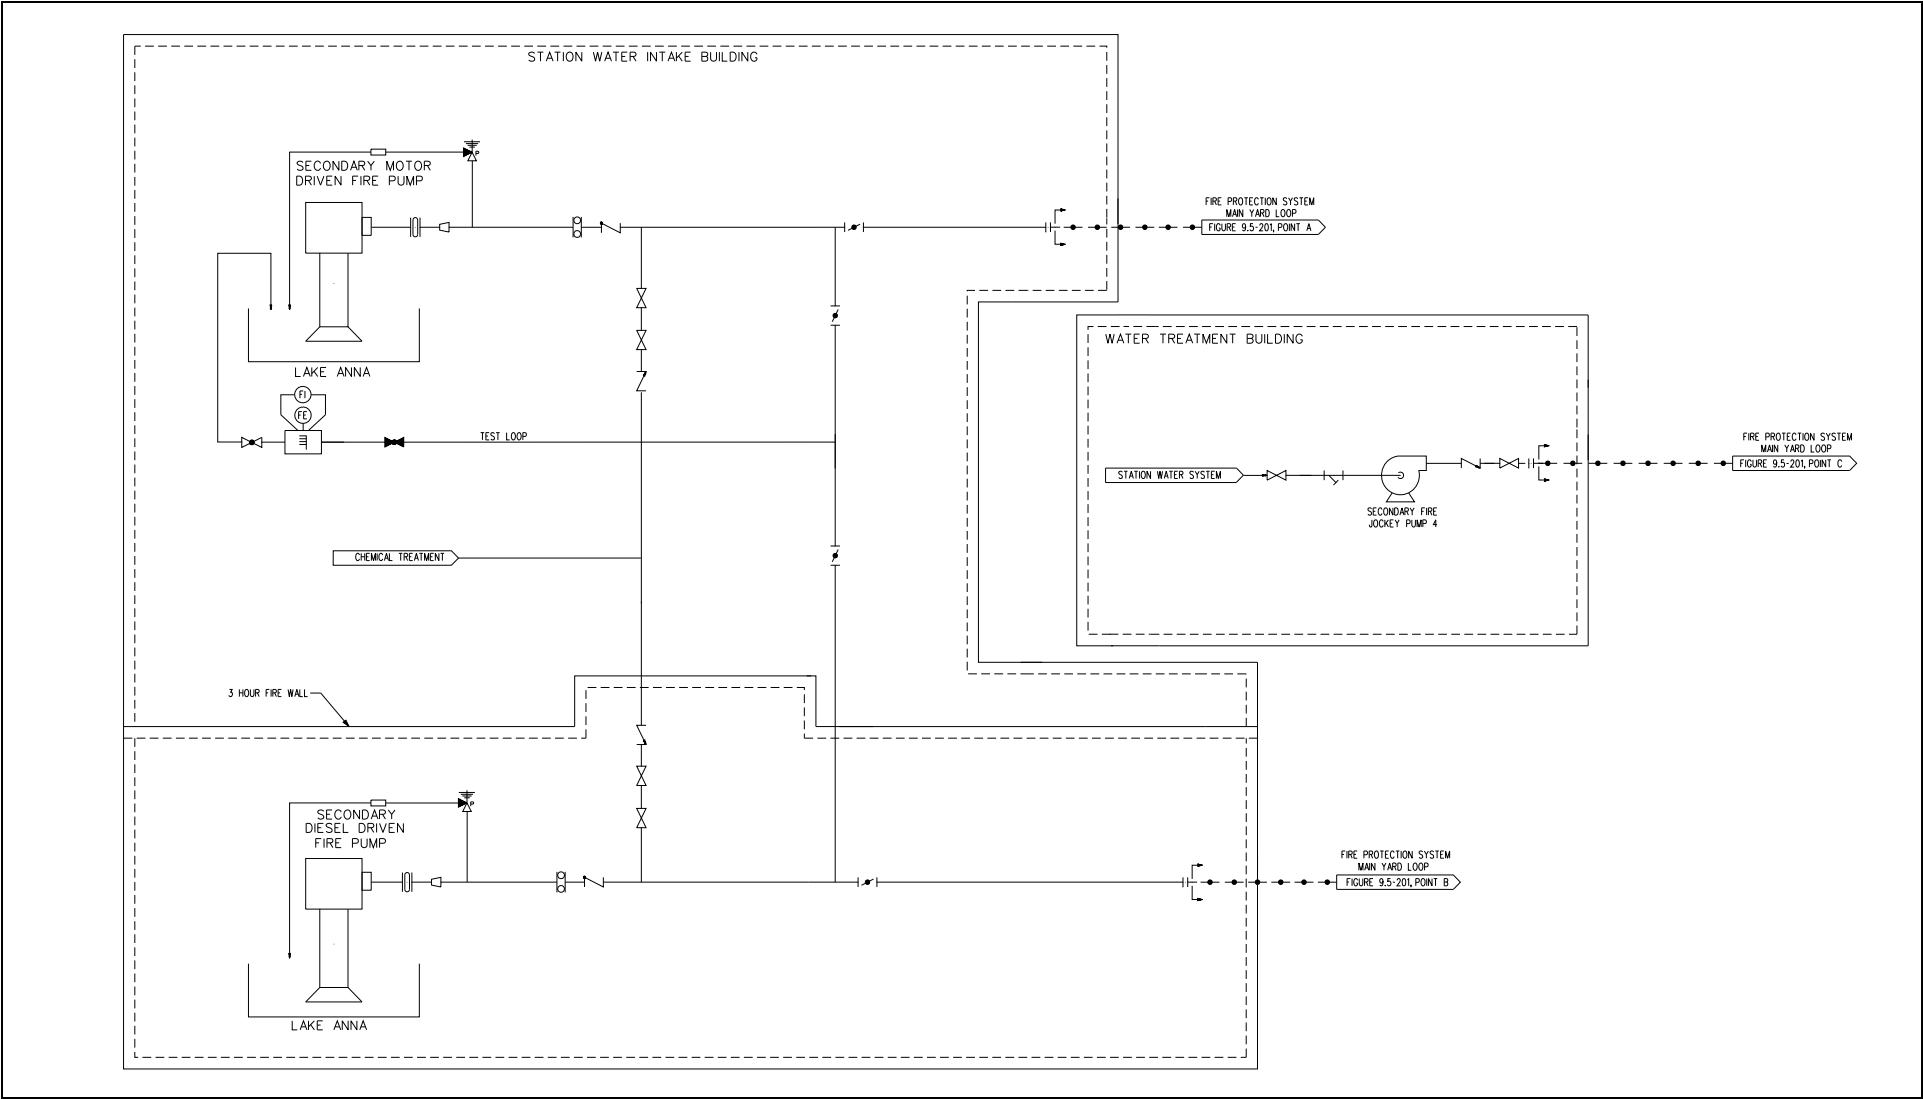 STATION WATER INTAKE BUILDING
P
SECONDARY MOTOR
DRIVEN FIRE PUMP
FIRE PROTECTION SYSTEM
MAIN YARD LOOP
FIGURE 9.5-201, POINT A
LAKE ANNA
FI
FE
TEST LOOP
WATER TREATMENT BUILDING
STATION WATER SYSTEM
SECONDARY FIRE
JOCKEY PUMP 4
FIRE PROTECTION SYSTEM
MAIN YARD LOOP
FIGURE 9.5-201, POINT C
CHEMICAL TREATMENT
3 HOUR FIRE WALL
P
SECONDARY
DIESEL DRIVEN
FIRE PUMP
FIRE PROTECTION SYSTEM
MAIN YARD LOOP
FIGURE 9.5-201, POINT B
LAKE ANNA